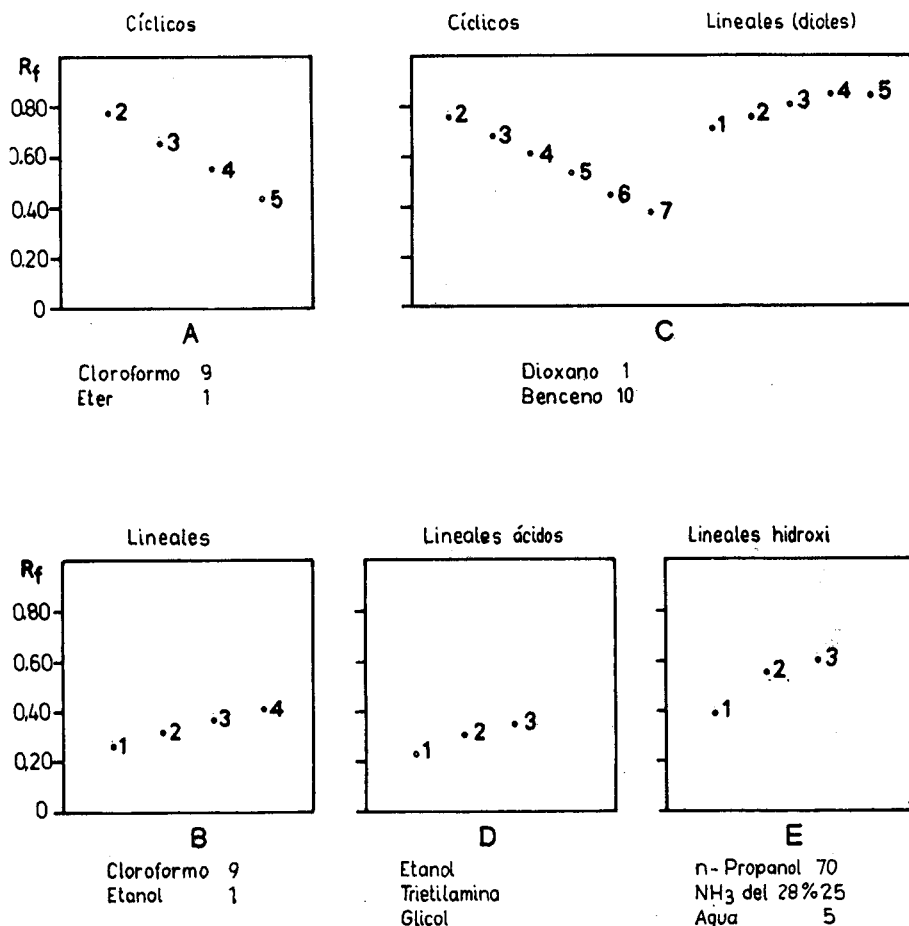 Cíclicos
Rf
0.80
0.60
0.40
0.20
0
2
3
4
5
A
Cloroformo 9
Eter 1
Cíclicos Lineales (dioles)
2
3
4
5
6
7
1
2
3
4
5
C
Dioxano 1
Benceno 10
Lineales
Rf
0.80
0.60
0.40
0.20
0
1
2
3
4
B
Cloroformo 9
Etanol 1
Lineales ácidos
1
2
3
D
Etanol
Trietilamina
Glicol
Lineales hidroxi
1
2
3
E
n-Propanol 70
NH3 del 28% 25
Agua 5